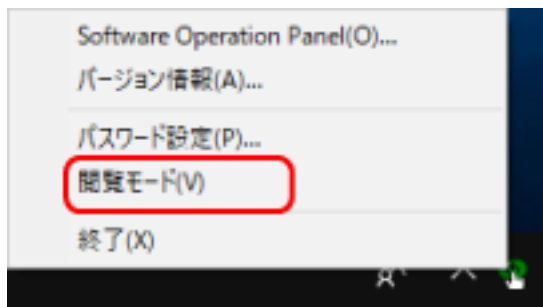 Software Operation Panel(O)...
バージョン情報(A)...
パスワード設定(P)...
閲覧モード(V)
終了(X)